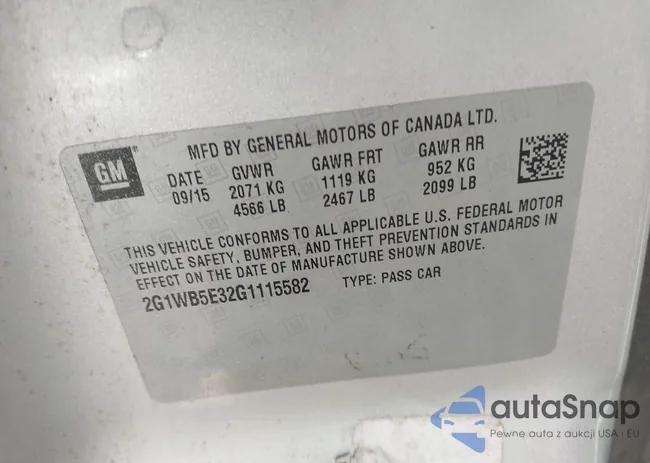 MFD BY GENERAL MOTORS OF CANADA LTD.
GM
DATE GVWR GAWR FRT GAWR RR
09/15 2071 KG 1119 KG 952 KG
4566 LB 2467 LB 2099 LB
THIS VEHICLE CONFORMS TO ALL APPLICABLE U.S. FEDERAL MOTOR
VEHICLE SAFETY, BUMPER, AND THEFT PREVENTION STANDARDS IN
EFFECT ON THE DATE OF MANUFACTURE SHOWN ABOVE.
2G1WB5E32G1115582 TYPE: PASS CAR
autaSnap
Pewne auta z aukcji USA i EU